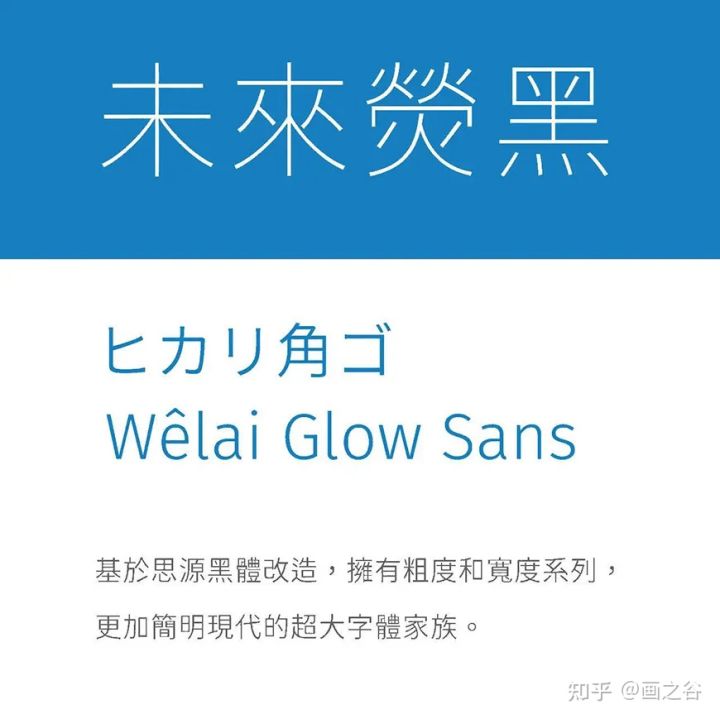 未來熒黑
ヒカリ角ゴ
Wêlai Glow Sans
基於思源黑體改造，擁有粗度和寬度系列，
更加簡明現代的超大字體家族。
知乎 @画之谷